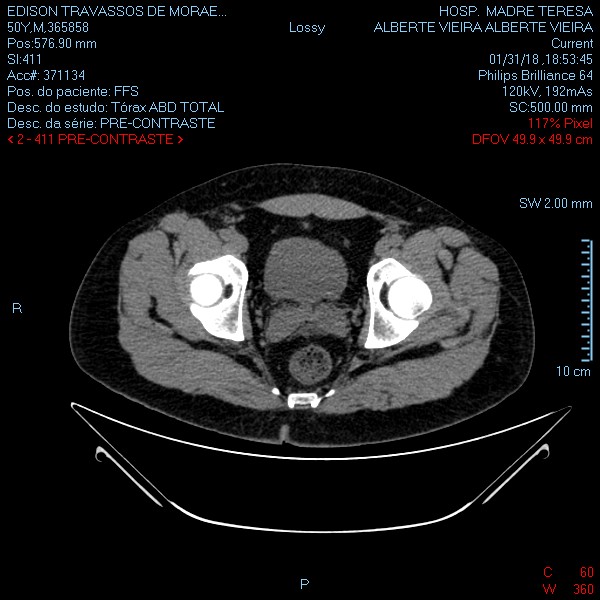 EDISON TRAVASSOS DE MORAE...
50Y,M,365858
Pos:576.90 mm
Sl:411
Acc#: 371134
Pos. do paciente: FFS
Desc. do estudo: Tórax ABD TOTAL
Desc. da série: PRE-CONTRASTE
< 2 - 411 PRE-CONTRASTE >
Lossy
HOSP. MADRE TERESA
ALBERTE VIEIRA ALBERTE VIEIRA
Current
01/31/18 ,18:53:45
Philips Brilliance 64
120kV, 192mAs
SC:500.00 mm
117% Pixel
DFOV 49.9 x 49.9 cm
SW 2.00 mm
R
10 cm
P
C 60
W 360